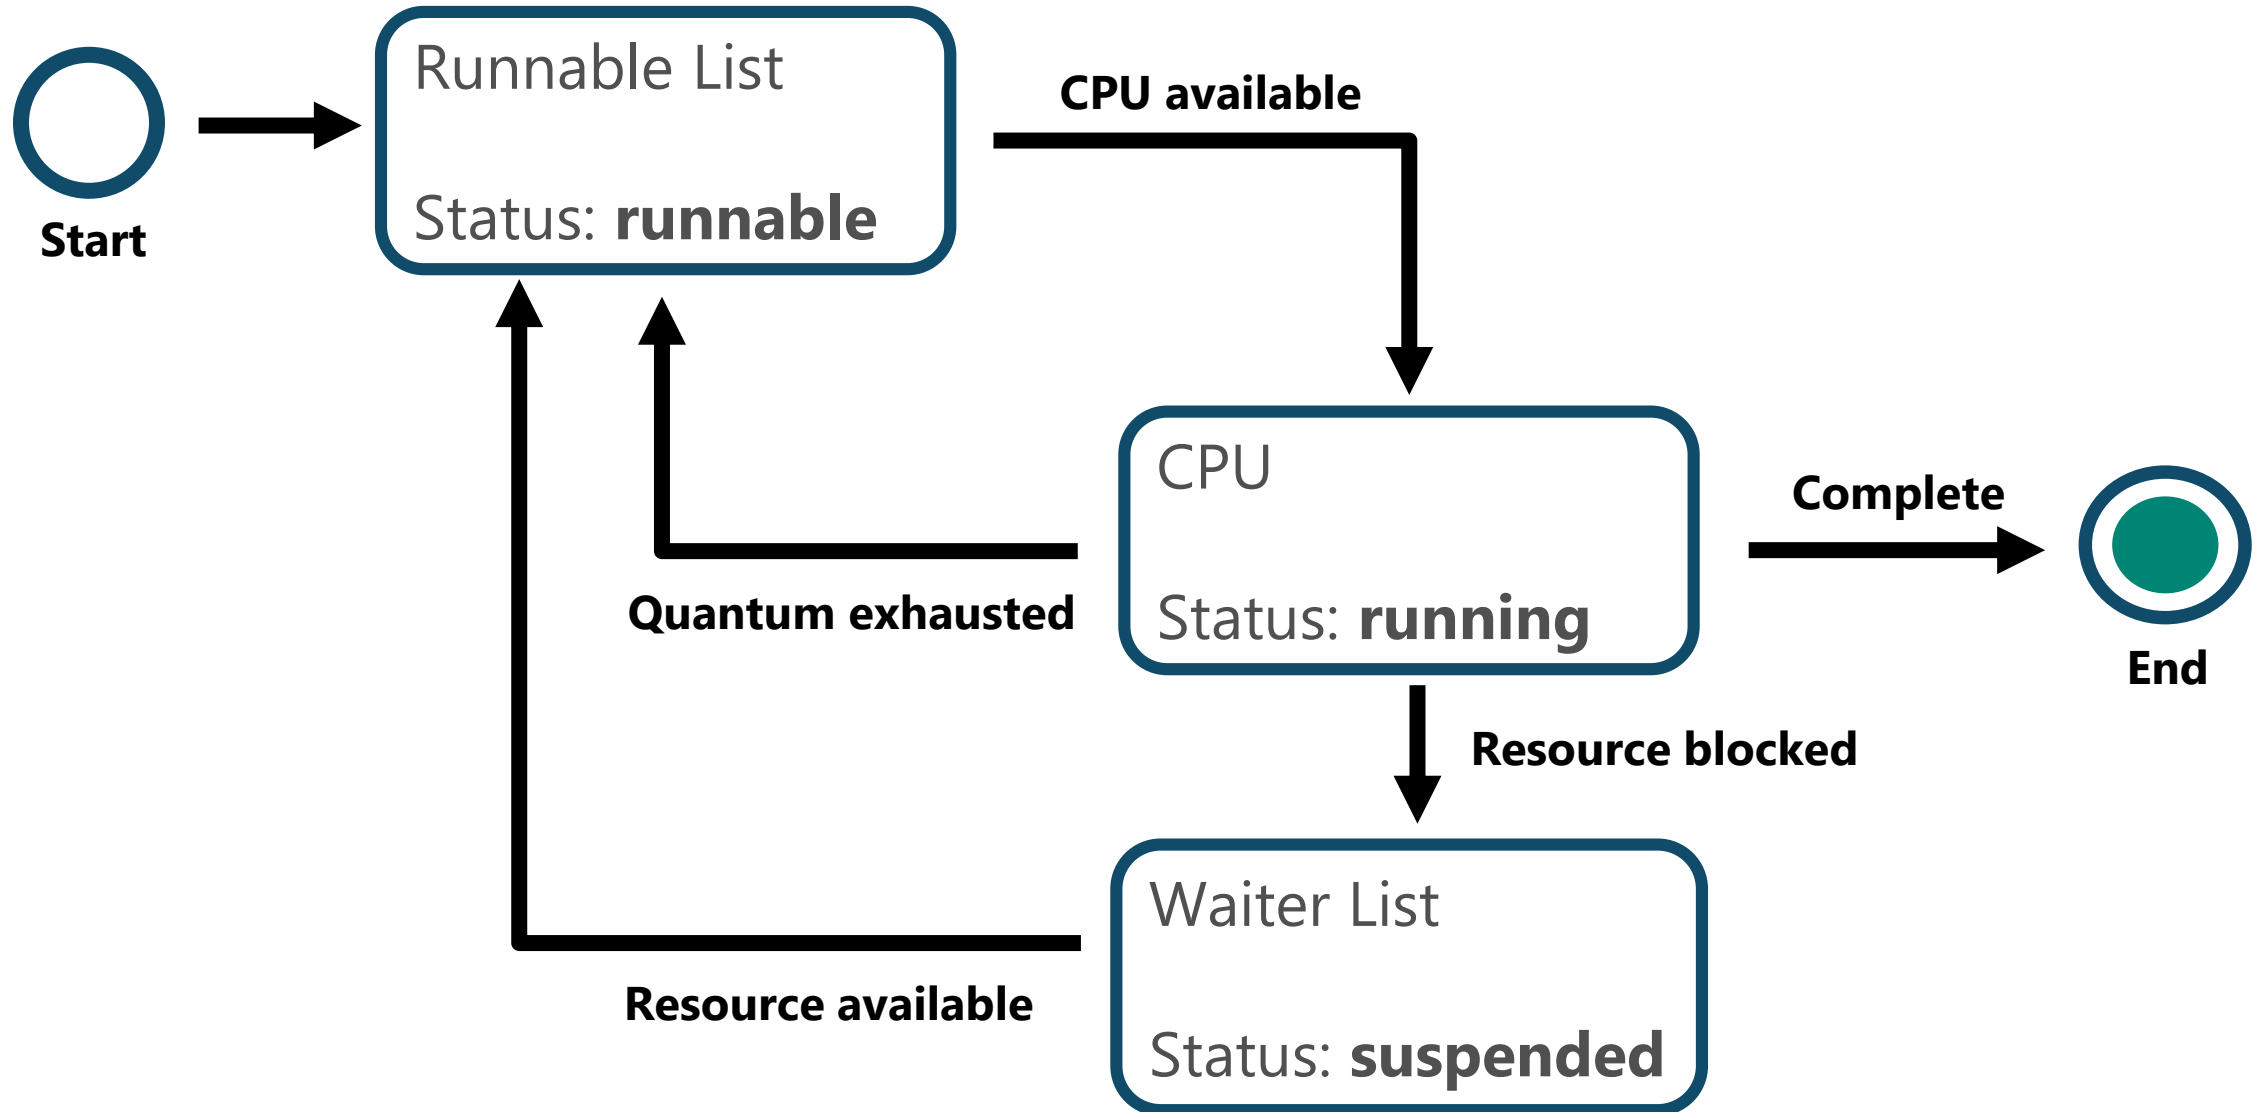 Runnable List
Status: runnable
Start
CPU available
CPU
Status: running
Quantum exhausted
Complete
End
Resource blocked
Waiter List
Status: suspended
Resource available